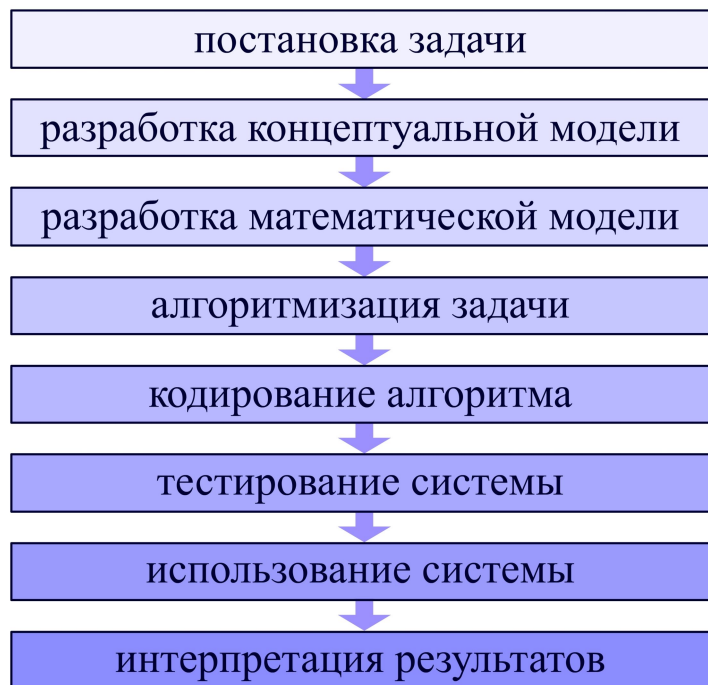 постановка задачи
разработка концептуальной модели
разработка математической модели
алгоритмизация задачи
кодирование алгоритма
тестирование системы
использование системы
интерпретация результатов